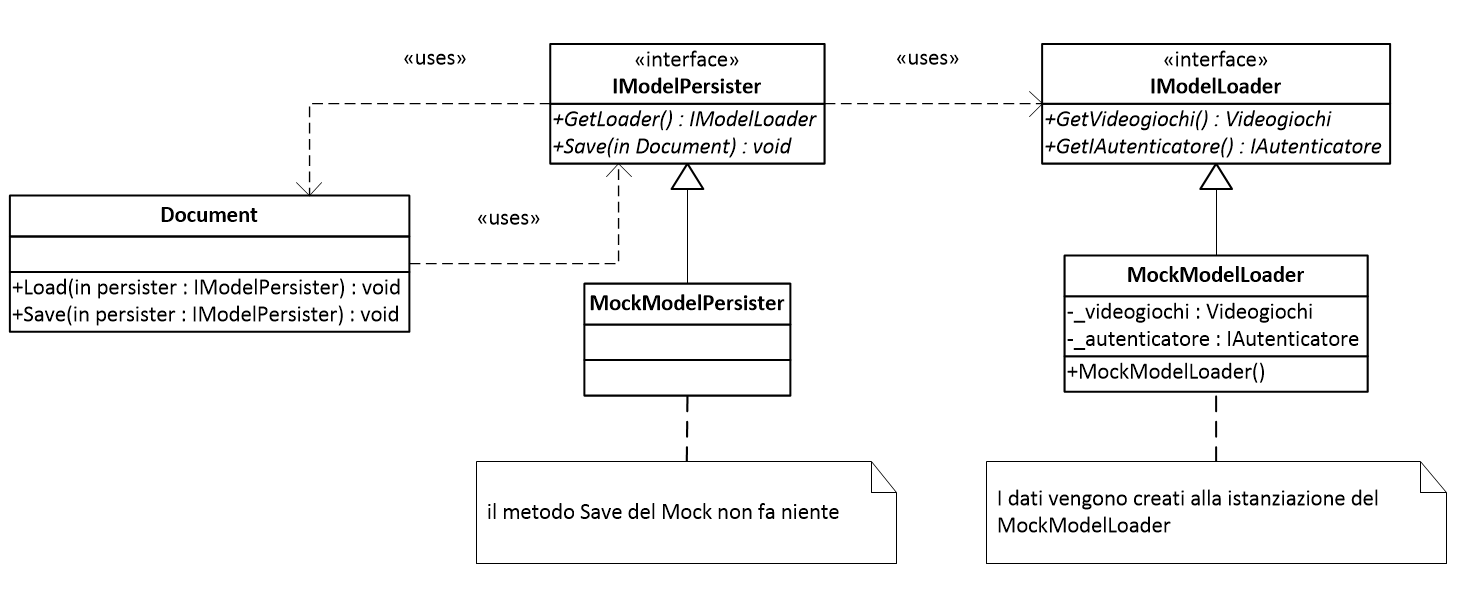 «uses»
«interface»
IModelPersister
+GetLoader() : IModelLoader
+Save(in Document) : void
«uses»
«interface»
IModelLoader
+GetVideogiochi() : Videogiochi
+GetIAutenticatore() : IAutenticatore
Document
+Load(in persister : IModelPersister) : void
+Save(in persister : IModelPersister) : void
«uses»
MockModelPersister
MockModelLoader
-_videogiochi : Videogiochi
-_autenticatore : IAutenticatore
+MockModelLoader()
il metodo Save del Mock non fa niente
I dati vengono creati alla istanziazione del
MockModelLoader